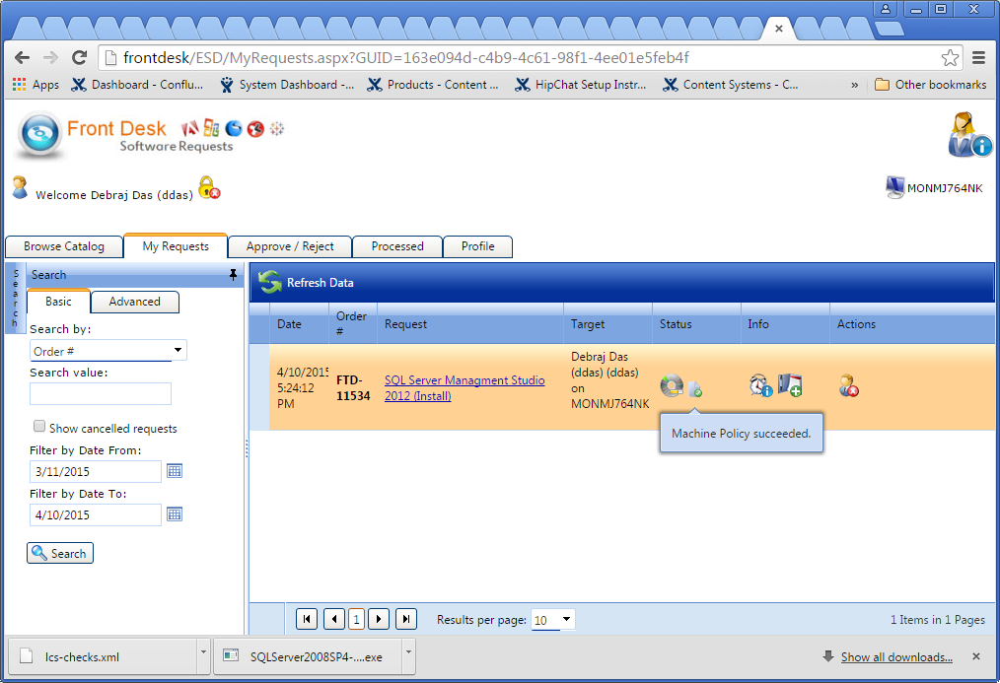 frontdesk/ESD/MyRequests.aspx?GUID=163e094d-c4b9-4c61-98f1-4ee01e5feb4f
Apps Dashboard - Conflu... System Dashboard -... Products - Content ... HipChat Setup Instr... Content Systems - C... » Other bookmarks
Front Desk
Software Requests
Welcome Debraj Das (ddas)
MONMJ764NK
Browse Catalog My Requests Approve / Reject Processed Profile
Search
Search
Basic Advanced
Search by:
Order #
Search value:
Show cancelled requests
Filter by Date From:
3/11/2015
Filter by Date To:
4/10/2015
Search
Refresh Data
Date Order # Request Target Status Info Actions
4/10/2015
5:24:12
PM
FTD-
11534
SQL Server Managment Studio
2012 (Install)
Debraj Das
(ddas) (ddas)
on
MONMJ764NK
Machine Policy succeeded.
1 Results per page: 10 1 Items in 1 Pages
lcs-checks.xml SQLServer2008SP4-....exe Show all downloads...